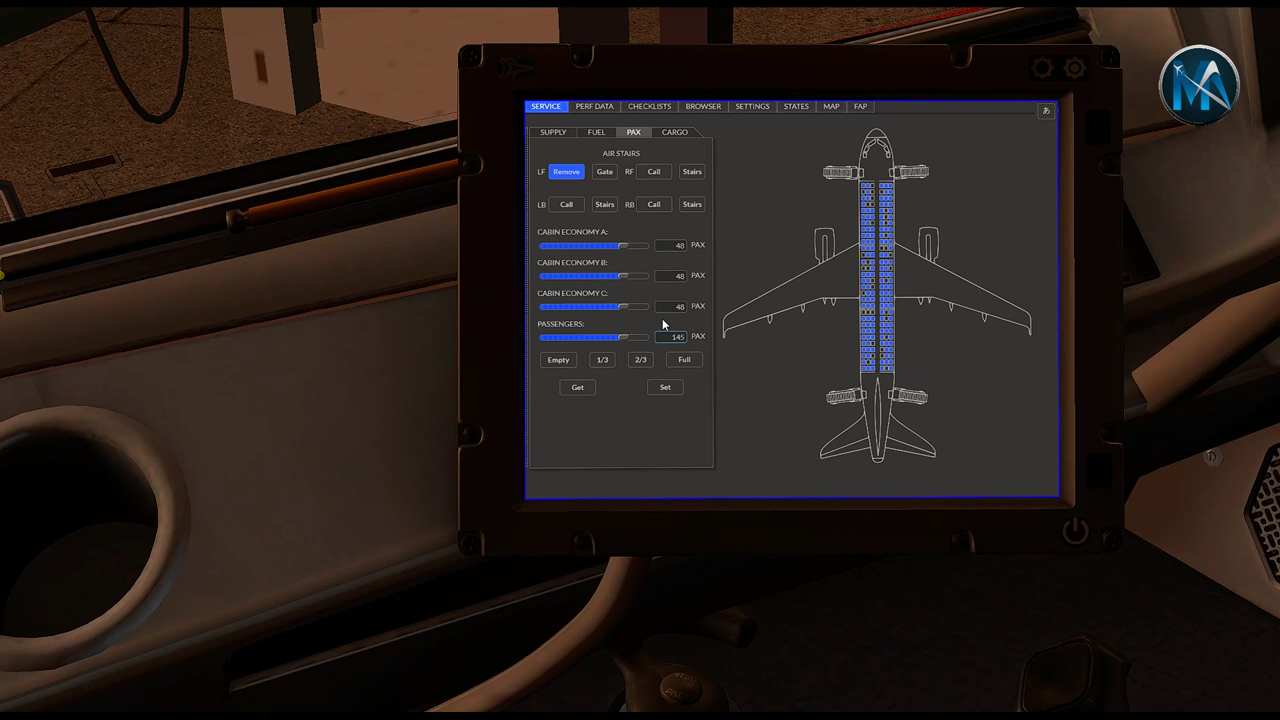 SERVICE PERF DATA CHECKLISTS BROWSER SETTINGS STATES MAP FAP
あ
SUPPLY FUEL PAX CARGO
AIR STAIRS
LF Remove Gate RF Call Stairs
LB Call Stairs RB Call Stairs
CABIN ECONOMY A:
48 PAX
CABIN ECONOMY B:
48 PAX
CABIN ECONOMY C:
48 PAX
PASSENGERS:
145 PAX
Empty 1/3 2/3 Full
Get Set